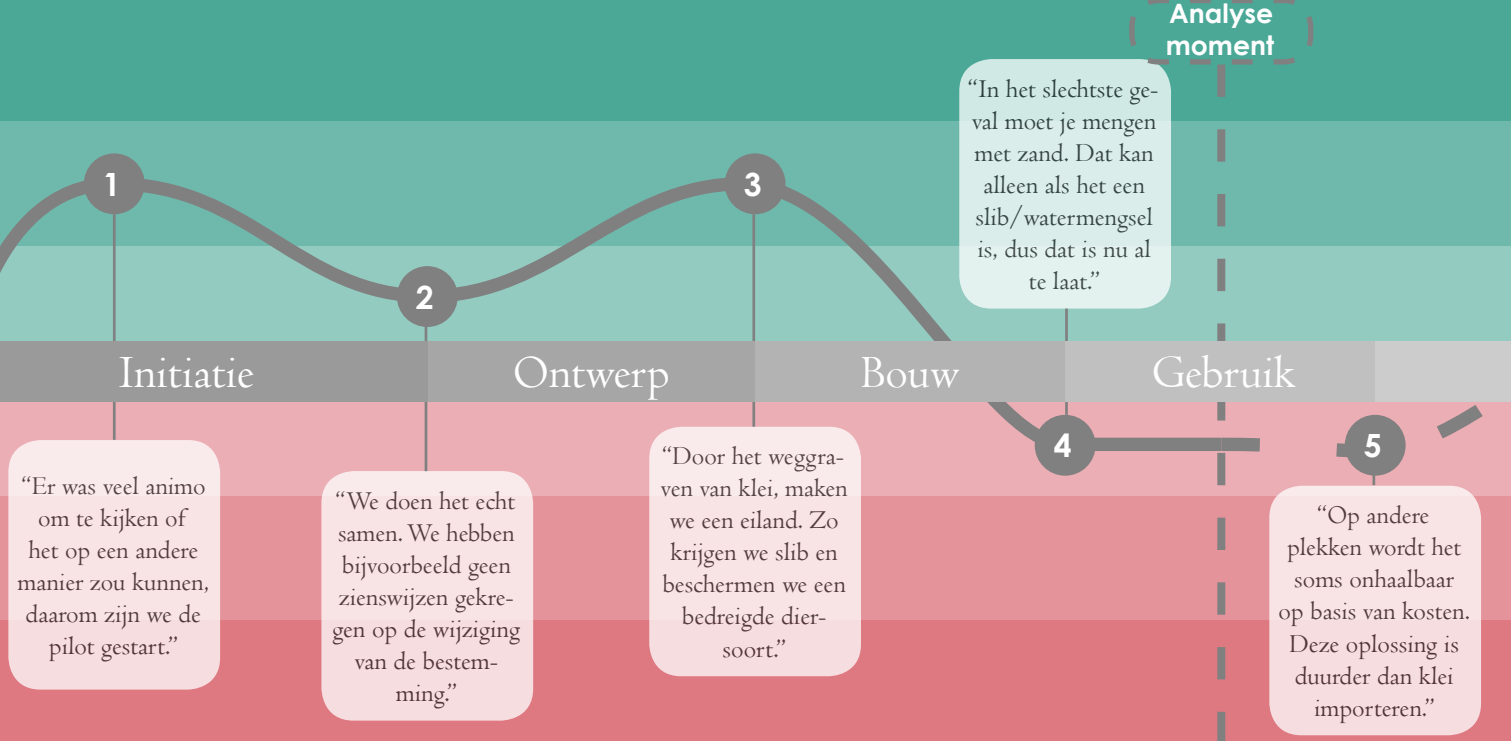 Analyse
moment
“In het slechtste ge-
val moet je mengen
met zand. Dat kan
alleen als het een
slib/watermengsel
is, dus dat is nu al
te laat.”
1
2
3
Initiatie
Ontwerp
Bouw
Gebruik
4
5
“Er was veel animo
om te kijken of
het op een andere
manier zou kunnen,
daarom zijn we de
pilot gestart.”
“We doen het echt
samen. We hebben
bijvoorbeeld geen
zienswijzen gekre-
gen op de wijziging
van de bestem-
ming.”
“Door het weggra-
ven van klei, maken
we een eiland. Zo
krijgen we slib en
beschermen we een
bedreigde dier-
soort.”
“Op andere
plekken wordt het
soms onhaalbaar
op basis van kosten.
Deze oplossing is
duurder dan klei
importeren.”